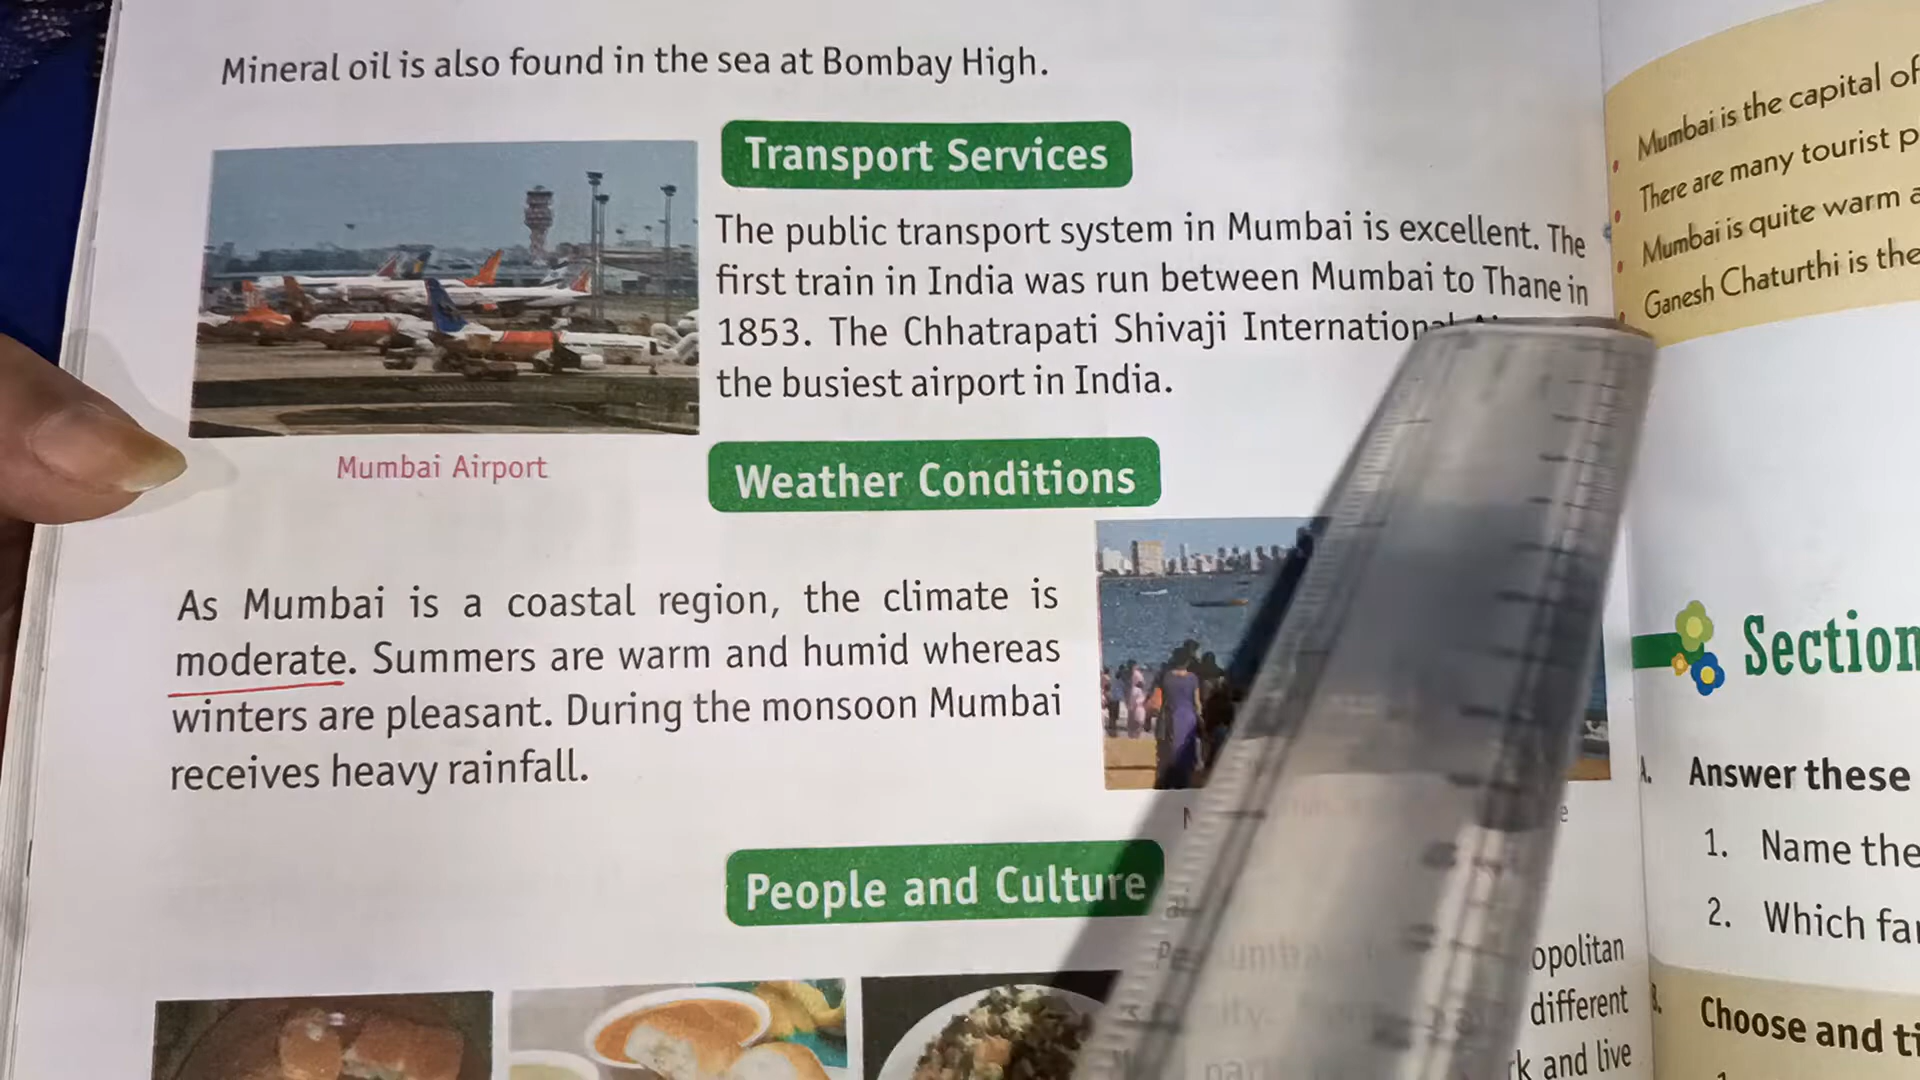 Mineral oil is also found in the sea at Bombay High.
Transport Services
The public transport system in Mumbai is excellent. The
first train in India was run between Mumbai to Thane in
1853. The Chhatrapati Shivaji International
the busiest airport in India.
Mumbai Airport
Weather Conditions
As Mumbai is a coastal region, the climate is
moderate. Summers are warm and humid whereas
winters are pleasant. During the monsoon Mumbai
receives heavy rainfall.
People and Culture
opolitan
different
and live
Mumbai is the capital of
There are many tourist p
Mumbai is quite warm a
Ganesh Chaturthi is the
Section
A. Answer these
1. Name the
2. Which far
B. Choose and ti